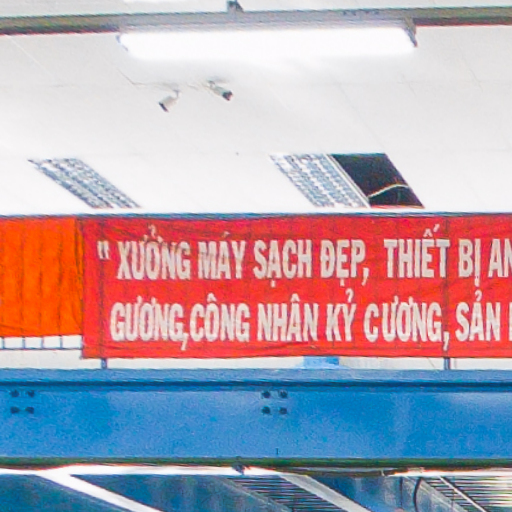 " XƯỞNG MÁY SẠCH ĐẸP, THIẾT BỊ AN
GƯƠNG, CÔNG NHÂN KỶ CƯƠNG, SẢN